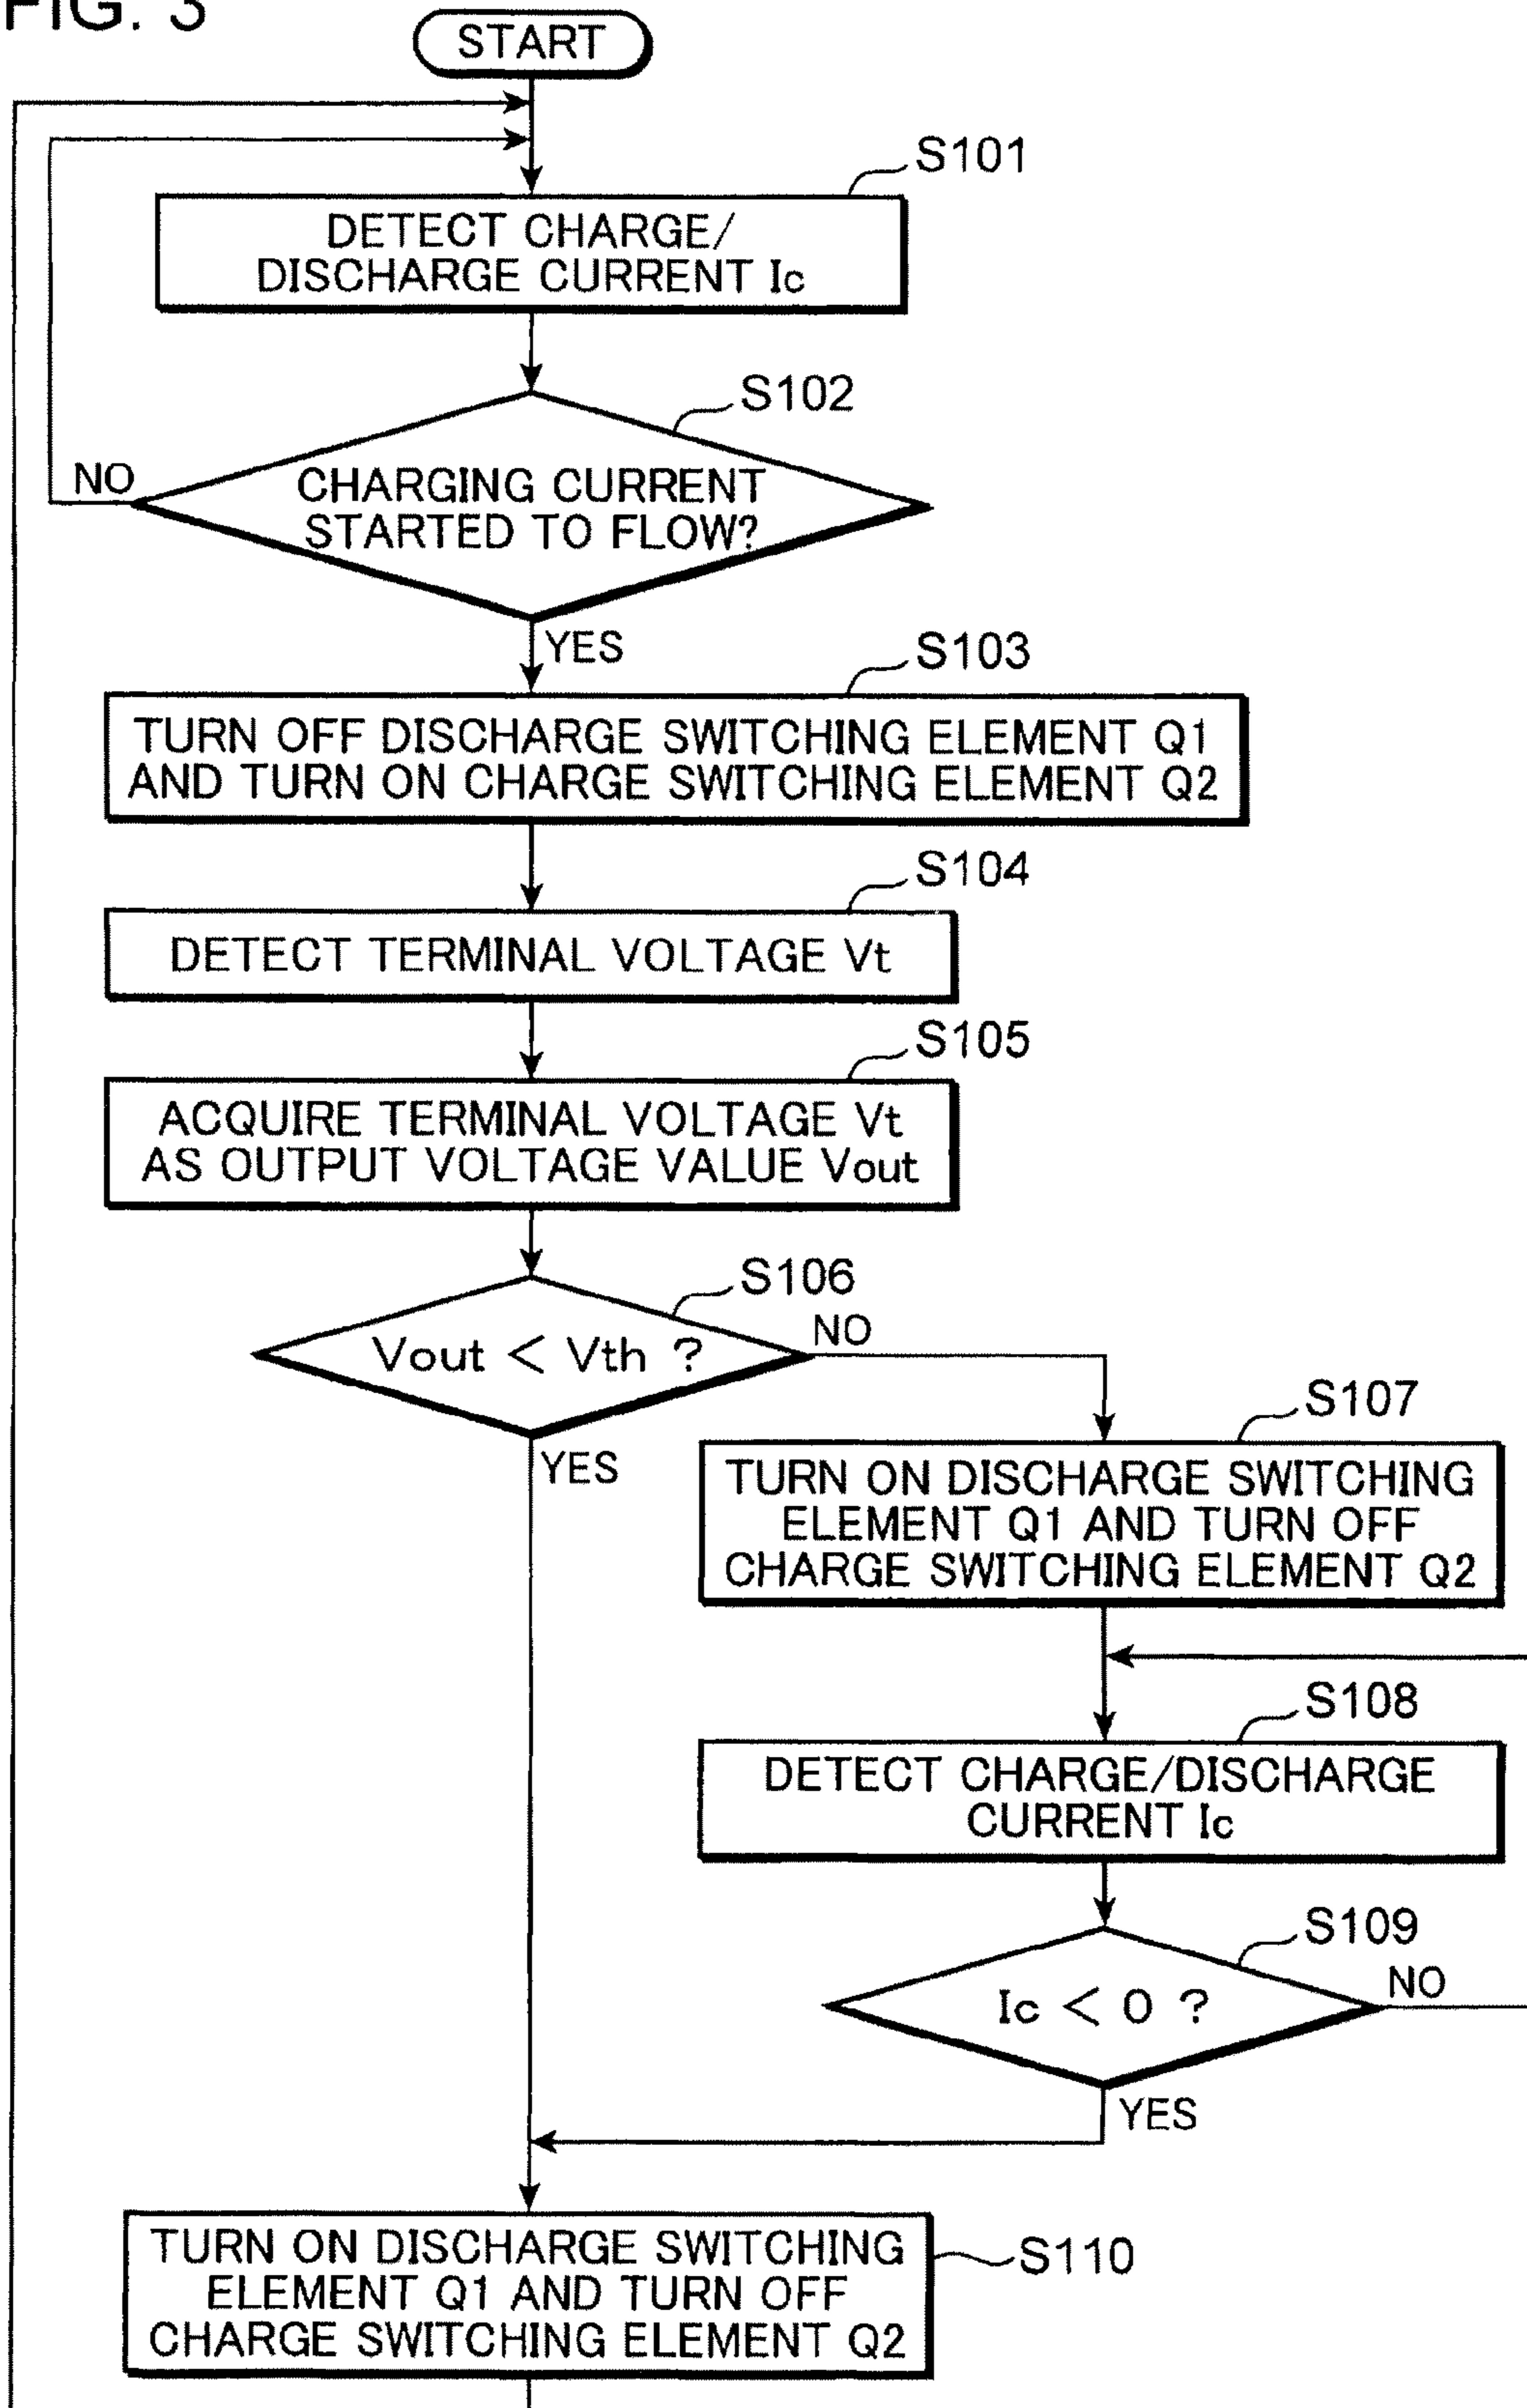 FIG. 3
START
S101
DETECT CHARGE/
DISCHARGE CURRENT Ic
S102
NO
CHARGING CURRENT
STARTED TO FLOW?
YES
S103
TURN OFF DISCHARGE SWITCHING ELEMENT Q1
AND TURN ON CHARGE SWITCHING ELEMENT Q2
S104
DETECT TERMINAL VOLTAGE Vt
S105
ACQUIRE TERMINAL VOLTAGE Vt
AS OUTPUT VOLTAGE VALUE Vout
S106
NO
Vout < Vth ?
YES
S107
TURN ON DISCHARGE SWITCHING
ELEMENT Q1 AND TURN OFF
CHARGE SWITCHING ELEMENT Q2
S108
DETECT CHARGE/DISCHARGE
CURRENT Ic
S109
NO
Ic < 0 ?
YES
TURN ON DISCHARGE SWITCHING
ELEMENT Q1 AND TURN OFF
CHARGE SWITCHING ELEMENT Q2
S110